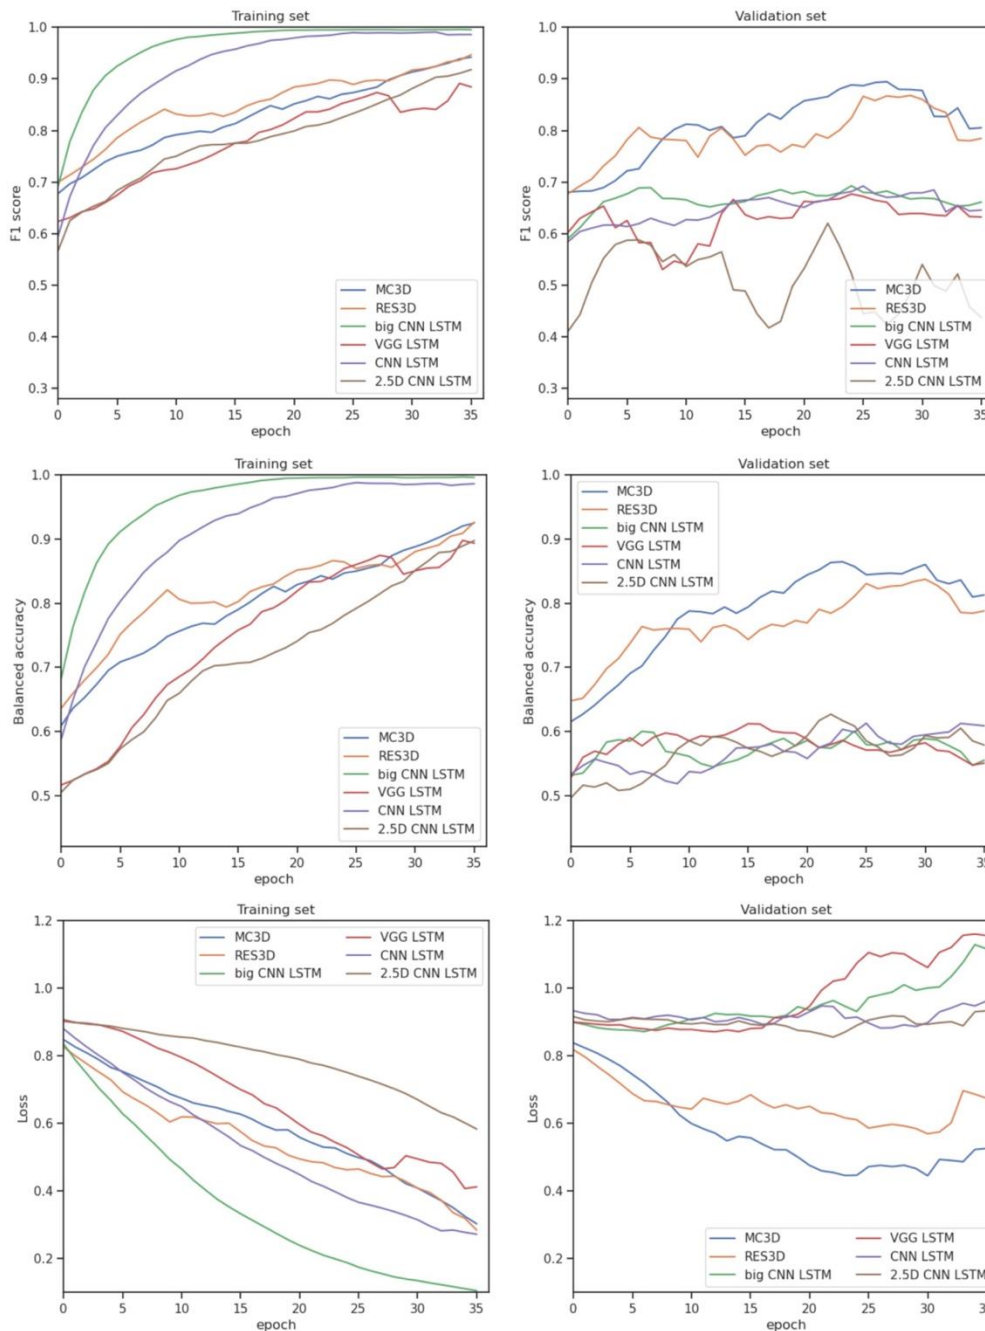 Training set
F1 score
1.0
0.9
0.8
0.7
0.6
0.5
0.4
0.3
MC3D
RES3D
big CNN LSTM
VGG LSTM
CNN LSTM
2.5D CNN LSTM
0 5 10 15 20 25 30 35
epoch
Validation set
F1 score
1.0
0.9
0.8
0.7
0.6
0.5
0.4
0.3
MC3D
RES3D
big CNN LSTM
VGG LSTM
CNN LSTM
2.5D CNN LSTM
0 5 10 15 20 25 30 35
epoch
Training set
Balanced accuracy
1.0
0.9
0.8
0.7
0.6
0.5
MC3D
RES3D
big CNN LSTM
VGG LSTM
CNN LSTM
2.5D CNN LSTM
0 5 10 15 20 25 30 35
epoch
Validation set
Balanced accuracy
1.0
0.9
0.8
0.7
0.6
0.5
MC3D
RES3D
big CNN LSTM
VGG LSTM
CNN LSTM
2.5D CNN LSTM
0 5 10 15 20 25 30 35
epoch
Training set
Loss
1.2
1.0
0.8
0.6
0.4
0.2
MC3D VGG LSTM
RES3D CNN LSTM
big CNN LSTM 2.5D CNN LSTM
0 5 10 15 20 25 30 35
epoch
Validation set
Loss
1.2
1.0
0.8
0.6
0.4
0.2
MC3D VGG LSTM
RES3D CNN LSTM
big CNN LSTM 2.5D CNN LSTM
0 5 10 15 20 25 30 35
epoch